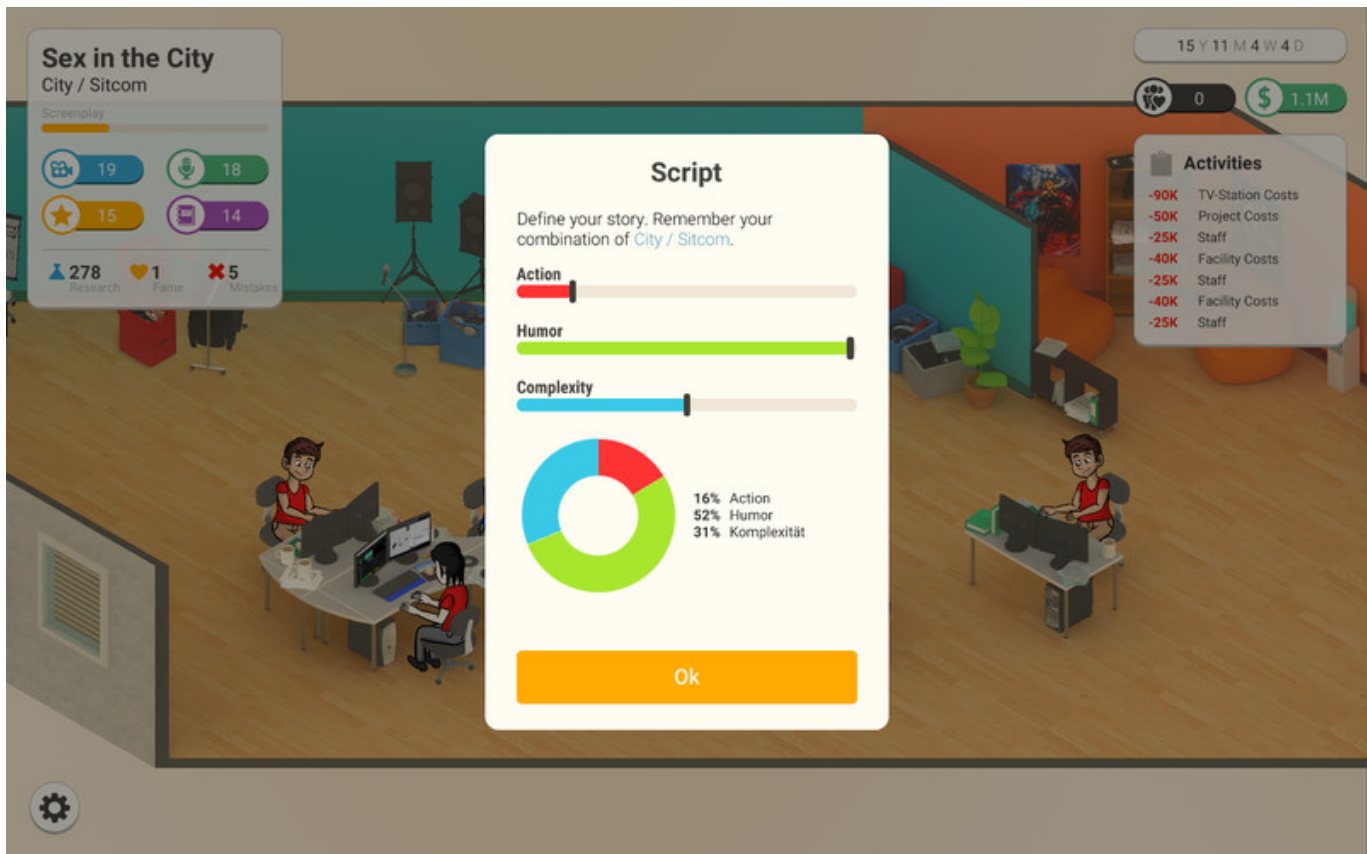 Sex in the City
City / Sitcom
Screenplay
19
18
15
14
278
Research
1
Fame
5
Mistakes
Script
Define your story. Remember your
combination of City / Sitcom.
Action
Humor
Complexity
16% Action
52% Humor
31% Komplexität
Ok
15 Y 11 M 4 W 4 D
0
$ 1.1M
Activities
-90K TV-Station Costs
-50K Project Costs
-25K Staff
-40K Facility Costs
-25K Staff
-40K Facility Costs
-25K Staff